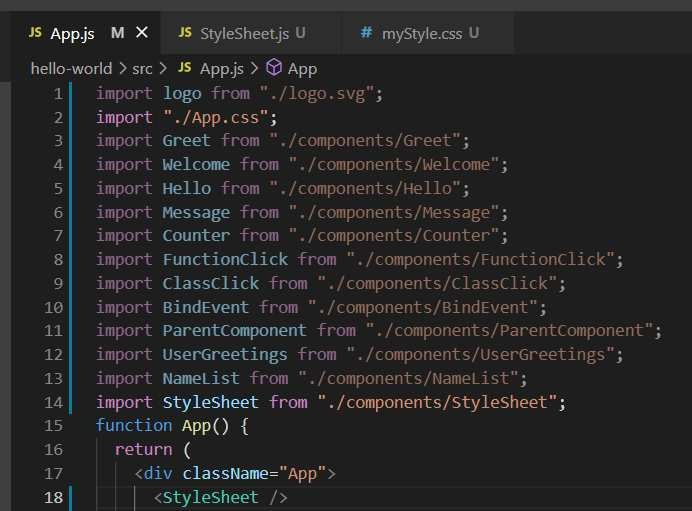 JS App.js M × JS StyleSheet.js U # myStyle.css U
hello-world > src > JS App.js > App
1 import logo from "./logo.svg";
2 import "./App.css";
3 import Greet from "./components/Greet";
4 import Welcome from "./components/Welcome";
5 import Hello from "./components/Hello";
6 import Message from "./components/Message";
7 import Counter from "./components/Counter";
8 import FunctionClick from "./components/FunctionClick";
9 import ClassClick from "./components/ClassClick";
10 import BindEvent from "./components/BindEvent";
11 import ParentComponent from "./components/ParentComponent";
12 import UserGreetings from "./components/UserGreetings";
13 import NameList from "./components/NameList";
14 import StyleSheet from "./components/StyleSheet";
15 function App() {
16 return (
17 <div className="App">
18 <StyleSheet />